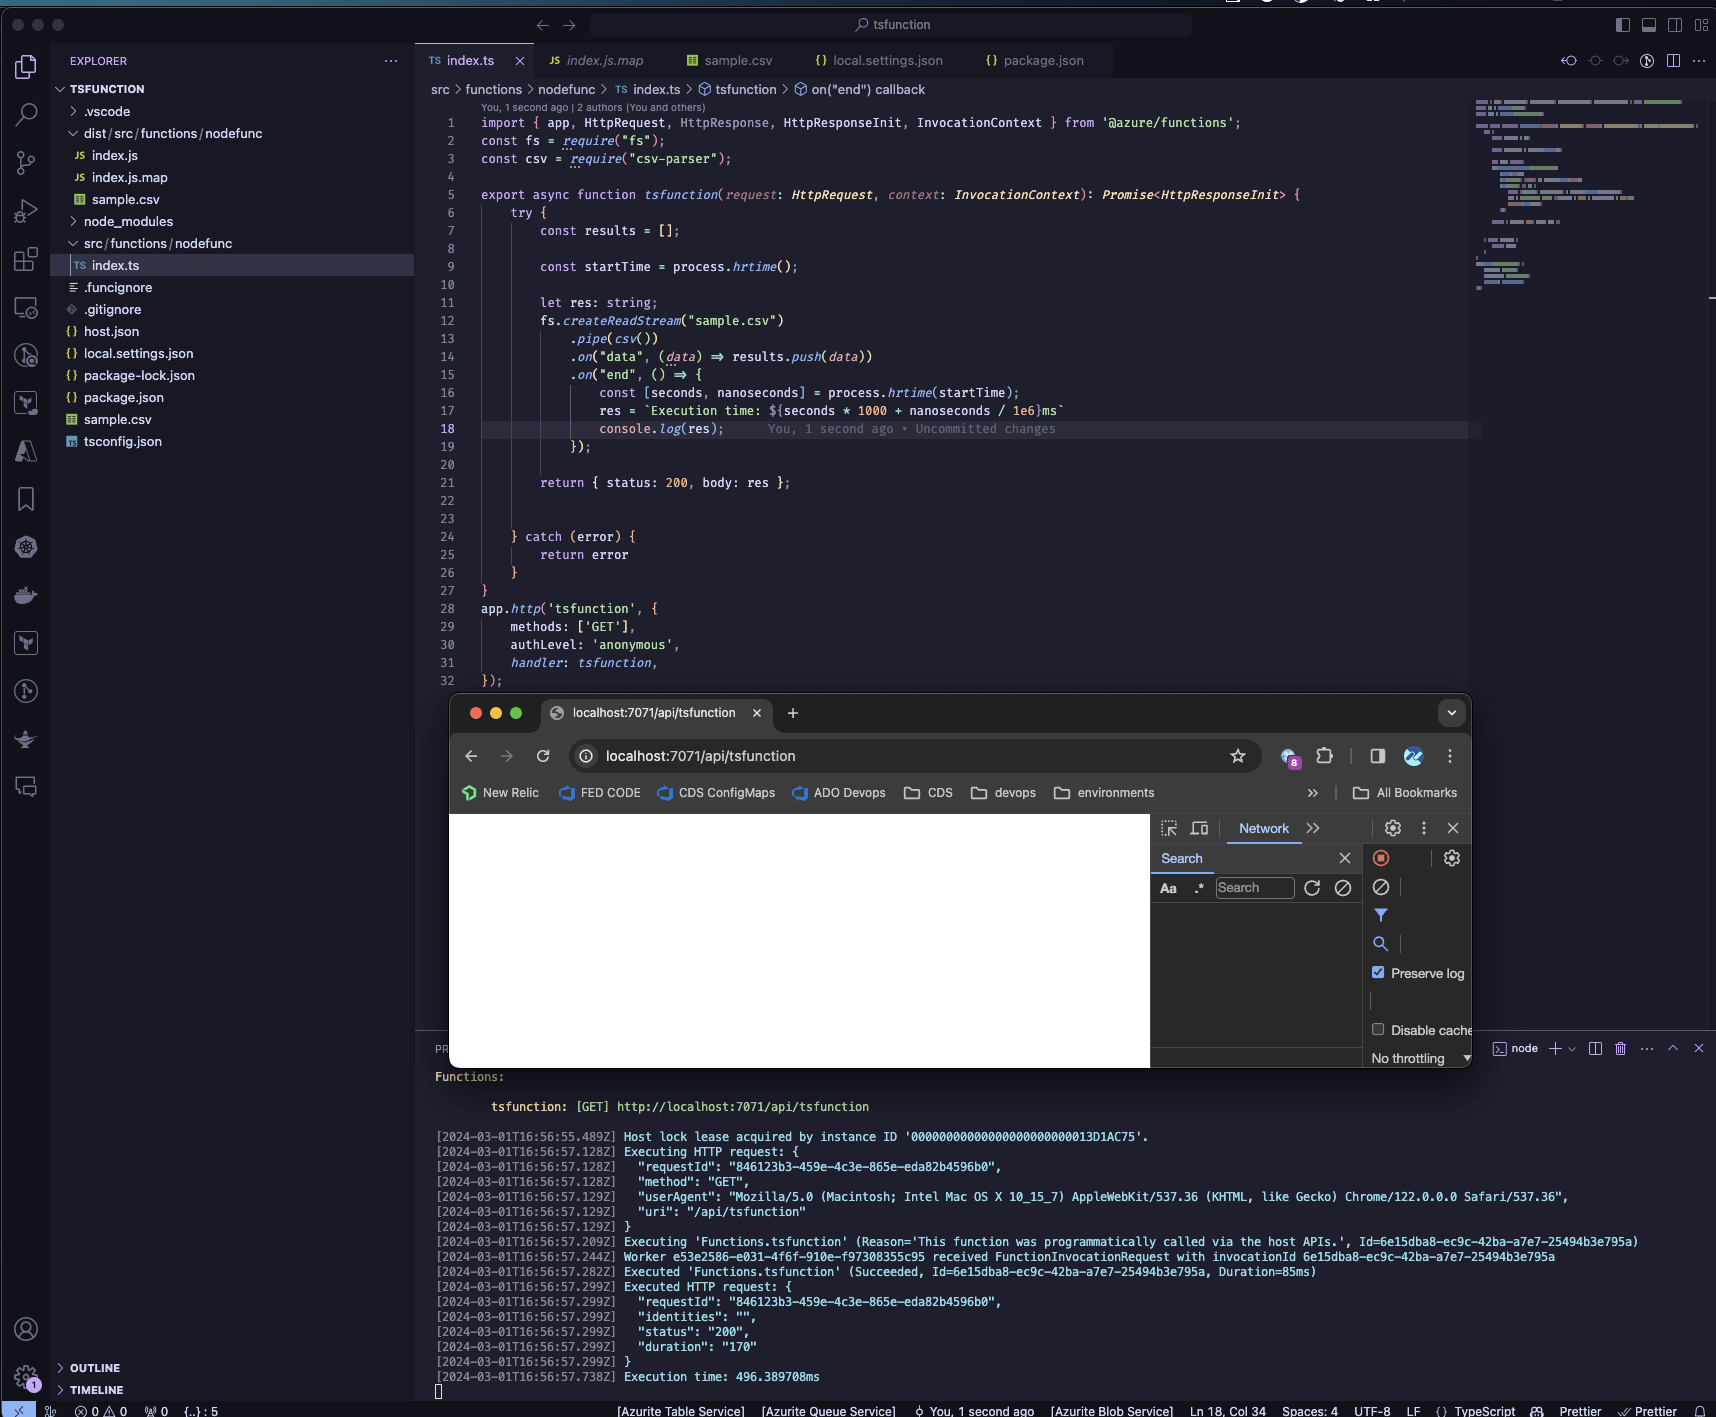 tsfunction
EXPLORER
TSFUNCTION
.vscode
dist/src/functions/nodefunc
JS index.js
JS index.js.map
sample.csv
node_modules
src/functions/nodefunc
TS index.ts
.funcignore
.gitignore
{} host.json
{} local.settings.json
{} package-lock.json
{} package.json
sample.csv
tsconfig.json
OUTLINE
TIMELINE
TS index.ts
JS index.js.map
sample.csv
{} local.settings.json
{} package.json
src > functions > nodefunc > TS index.ts > tsfunction > on("end") callback
You, 1 second ago | 2 authors (You and others)
1 import { app, HttpRequest, HttpResponse, HttpResponseInit, InvocationContext } from '@azure/functions';
2 const fs = require("fs");
3 const csv = require("csv-parser");
4
5 export async function tsfunction(request: HttpRequest, context: InvocationContext): Promise<HttpResponseInit> {
6 try {
7 const results = [];
8
9 const startTime = process.hrtime();
10
11 let res: string;
12 fs.createReadStream("sample.csv")
13 .pipe(csv())
14 .on("data", (data) => results.push(data))
15 .on("end", () => {
16 const [seconds, nanoseconds] = process.hrtime(startTime);
17 res = `Execution time: ${seconds * 1000 + nanoseconds / 1e6}ms`
18 console.log(res); You, 1 second ago • Uncommitted changes
19 });
20
21 return { status: 200, body: res };
22
23
24 } catch (error) {
25 return error
26 }
27 }
28 app.http('tsfunction', {
29 methods: ['GET'],
30 authLevel: 'anonymous',
31 handler: tsfunction,
32 });
localhost:7071/api/tsfunction
localhost:7071/api/tsfunction
8
New Relic
FED CODE
CDS ConfigMaps
ADO Devops
CDS
devops
environments
All Bookmarks
Network
Search
Aa .* Search
Preserve log
Disable cache
No throttling
PR
node
Functions:
tsfunction: [GET] http://localhost:7071/api/tsfunction
[2024-03-01T16:56:55.489Z] Host lock lease acquired by instance ID '00000000000000000000000013D1AC75'.
[2024-03-01T16:56:57.128Z] Executing HTTP request: {
[2024-03-01T16:56:57.128Z] "requestId": "846123b3-459e-4c3e-865e-eda82b4596b0",
[2024-03-01T16:56:57.128Z] "method": "GET",
[2024-03-01T16:56:57.129Z] "userAgent": "Mozilla/5.0 (Macintosh; Intel Mac OS X 10_15_7) AppleWebKit/537.36 (KHTML, like Gecko) Chrome/122.0.0.0 Safari/537.36",
[2024-03-01T16:56:57.129Z] "uri": "/api/tsfunction"
[2024-03-01T16:56:57.129Z] }
[2024-03-01T16:56:57.209Z] Executing 'Functions.tsfunction' (Reason='This function was programmatically called via the host APIs.', Id=6e15dba8-ec9c-42ba-a7e7-25494b3e795a)
[2024-03-01T16:56:57.244Z] Worker e53e2586-e031-4f6f-910e-f97308355c95 received FunctionInvocationRequest with invocationId 6e15dba8-ec9c-42ba-a7e7-25494b3e795a
[2024-03-01T16:56:57.282Z] Executed 'Functions.tsfunction' (Succeeded, Id=6e15dba8-ec9c-42ba-a7e7-25494b3e795a, Duration=85ms)
[2024-03-01T16:56:57.299Z] Executed HTTP request: {
[2024-03-01T16:56:57.299Z] "requestId": "846123b3-459e-4c3e-865e-eda82b4596b0",
[2024-03-01T16:56:57.299Z] "identities": "",
[2024-03-01T16:56:57.299Z] "status": "200",
[2024-03-01T16:56:57.299Z] "duration": "170"
[2024-03-01T16:56:57.299Z] }
[2024-03-01T16:56:57.738Z] Execution time: 496.389708ms
1
0 0 0 {..}: 5 [Azurite Table Service] [Azurite Queue Service] You, 1 second ago [Azurite Blob Service] Ln 18, Col 34 Spaces: 4 UTF-8 LF {} TypeScript Prettier Prettier